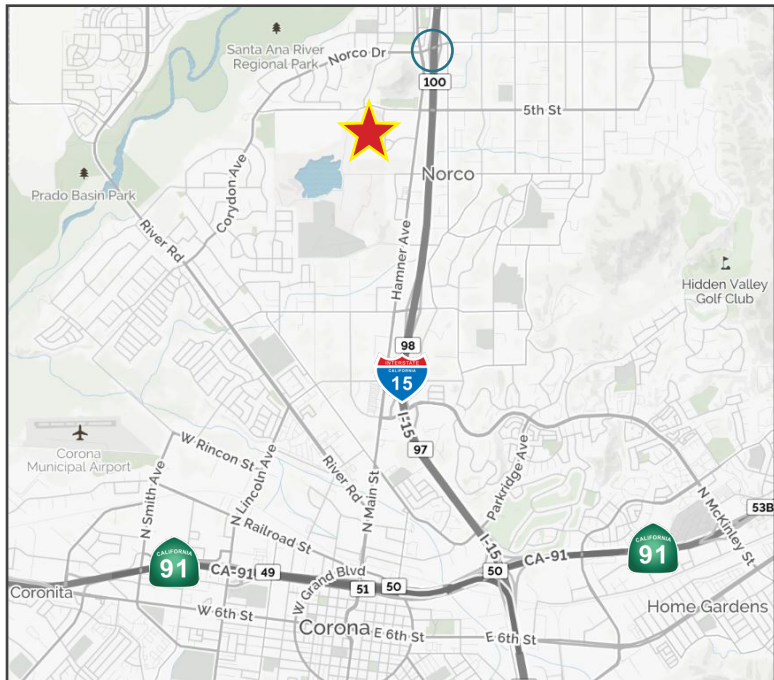 Santa Ana River
Regional Park
Norco Dr
100
5th St
Norco
Prado Basin Park
Corydon Ave
River Rd
Hamner Ave
Hidden Valley
Golf Club
98
INTERSTATE
CALIFORNIA
15
I-15
97
Corona
Municipal Airport
W Rincon St
N Smith Ave
N Lincoln Ave
River Rd
N Main St
Parkridge Ave
N McKinley St
53B
N Railroad St
I-15
CALIFORNIA
91
CALIFORNIA
91
CA-91
49
W Grand Blvd
51
50
50
CA-91
Coronita
W 6th St
Corona
E 6th St
E 6th St
Home Gardens